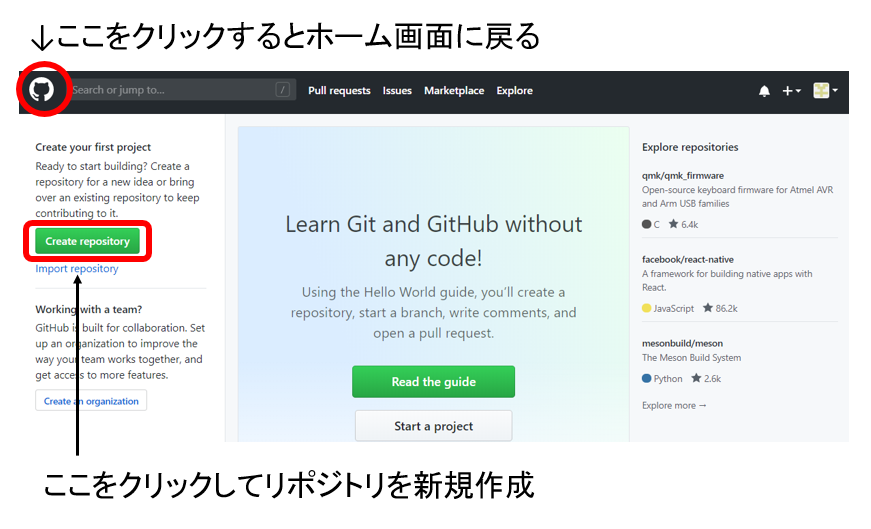 ↓ここをクリックするとホーム画面に戻る
Search or jump to...
/
Pull requests
Issues
Marketplace
Explore
Create your first project
Ready to start building? Create a
repository for a new idea or bring
over an existing repository to keep
contributing to it.
Create repository
Import repository
Working with a team?
GitHub is built for collaboration. Set
up an organization to improve the
way your team works together, and
get access to more features.
Create an organization
Learn Git and GitHub without
any code!
Using the Hello World guide, you'll create a
repository, start a branch, write comments, and
open a pull request.
Read the guide
Start a project
Explore repositories
qmk/qmk_firmware
Open-source keyboard firmware for Atmel AVR
and Arm USB families
C ★ 6.4k
facebook/react-native
A framework for building native apps with
React.
JavaScript ★ 86.2k
mesonbuild/meson
The Meson Build System
Python ★ 2.6k
Explore more →
ここをクリックしてリポジトリを新規作成